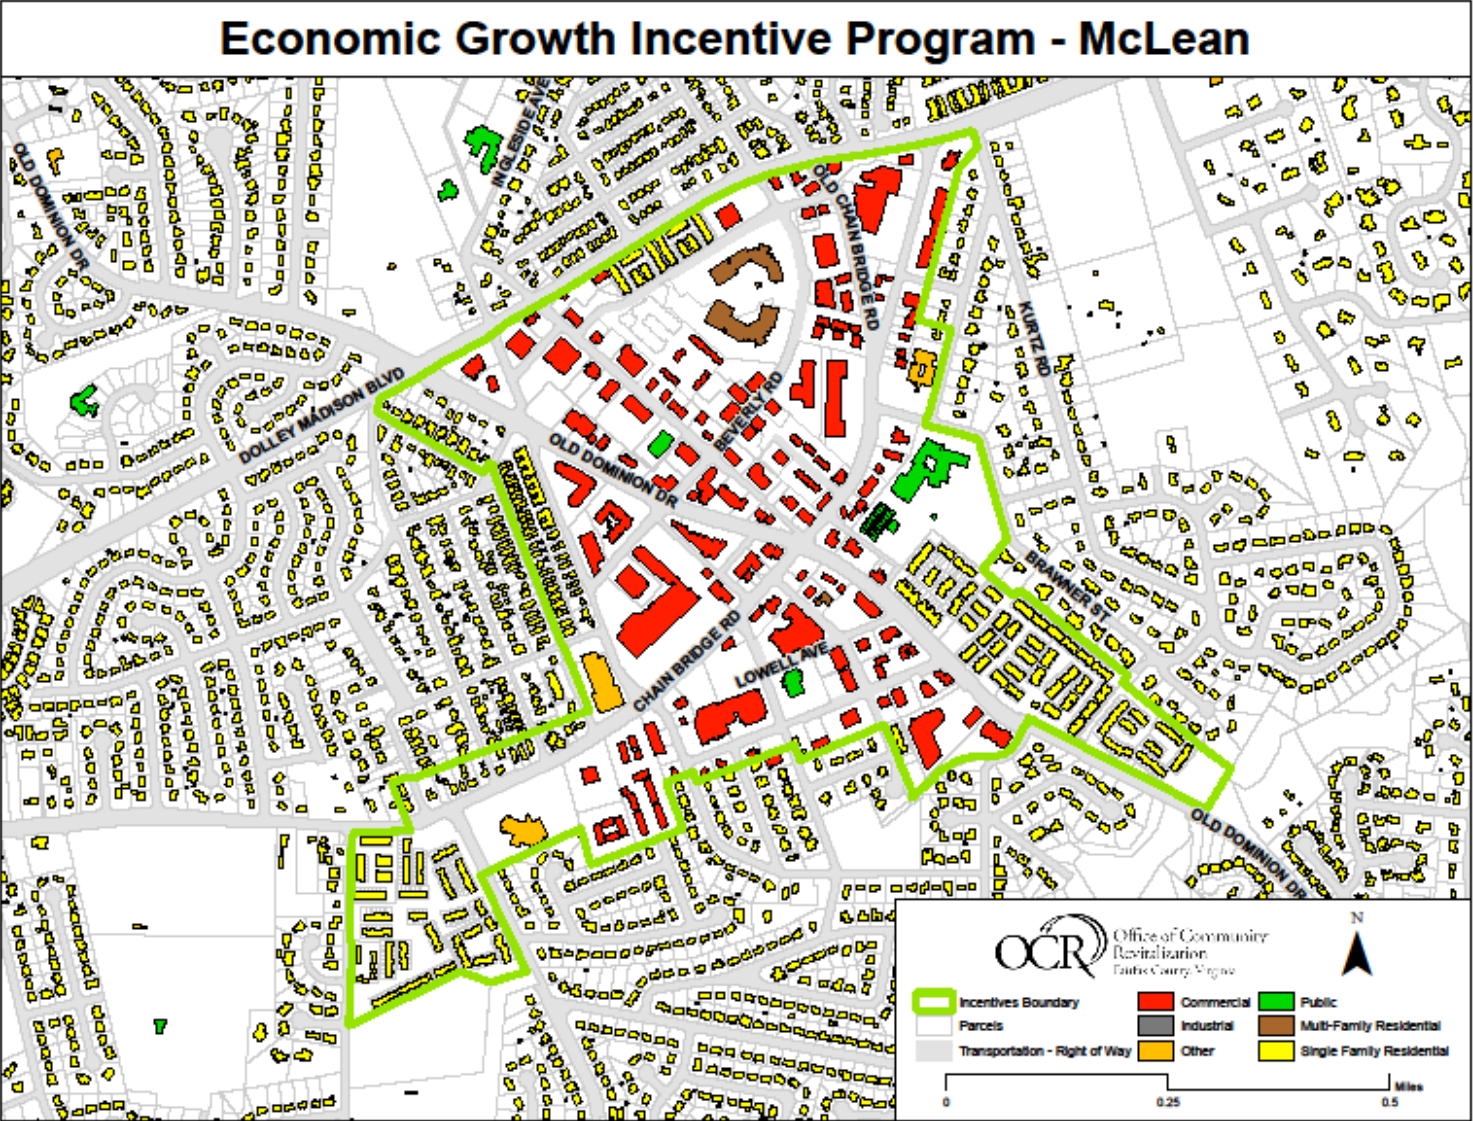 Economic Growth Incentive Program - McLean
INGLESIDE AVE
OLD DOMINION DR
OLD CHAIN BRIDGE RD
KURTZ RD
DOLLEY MADISON BLVD
BEVERLY RD
OLD DOMINION DR
BRAWNER ST
CHAIN BRIDGE RD
LOWELL AVE
OLD DOMINION DR
OCR
Office of Community
Revitalization
Fairfax County, Virginia
N
Incentives Boundary
Parcels
Transportation - Right of Way
Commercial
Industrial
Other
Public
Multi-Family Residential
Single Family Residential
Miles
0 0.25 0.5